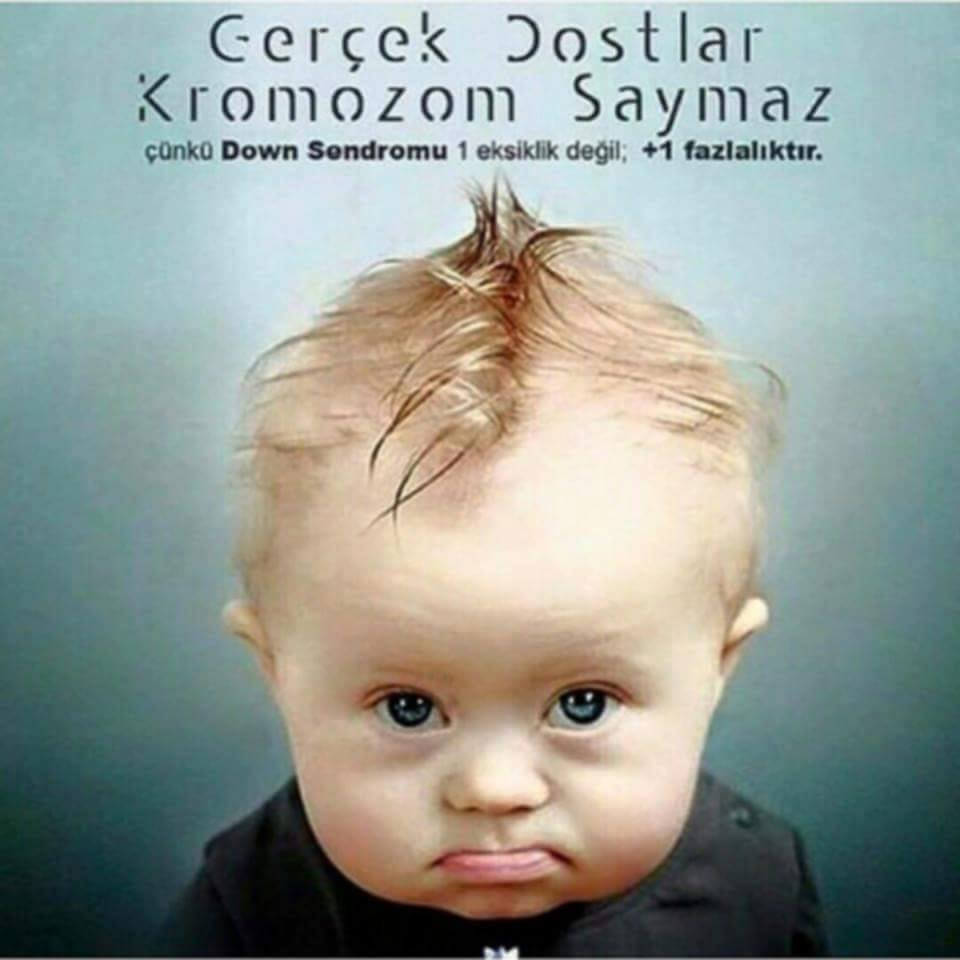 Gerçek Dostlar
Kromozom Saymaz
çünkü Down Sendromu 1 eksiklik değil; +1 fazlalıktır.